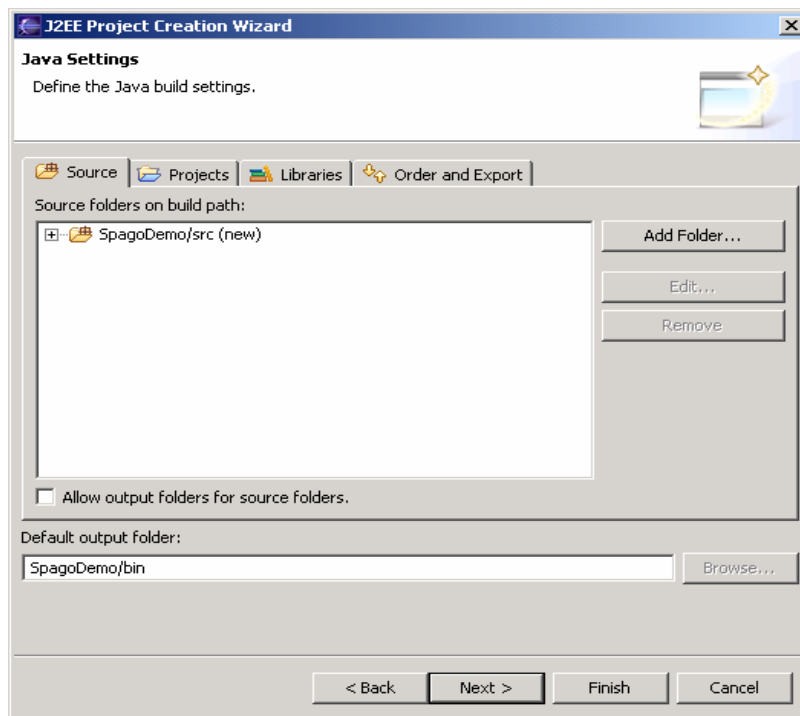 J2EE Project Creation Wizard
Java Settings
Define the Java build settings.
Source Projects Libraries Order and Export
Source folders on build path:
SpagoDemo/src (new)
Add Folder...
Edit...
Remove
Allow output folders for source folders.
Default output folder:
SpagoDemo/bin Browse...
< Back Next > Finish Cancel